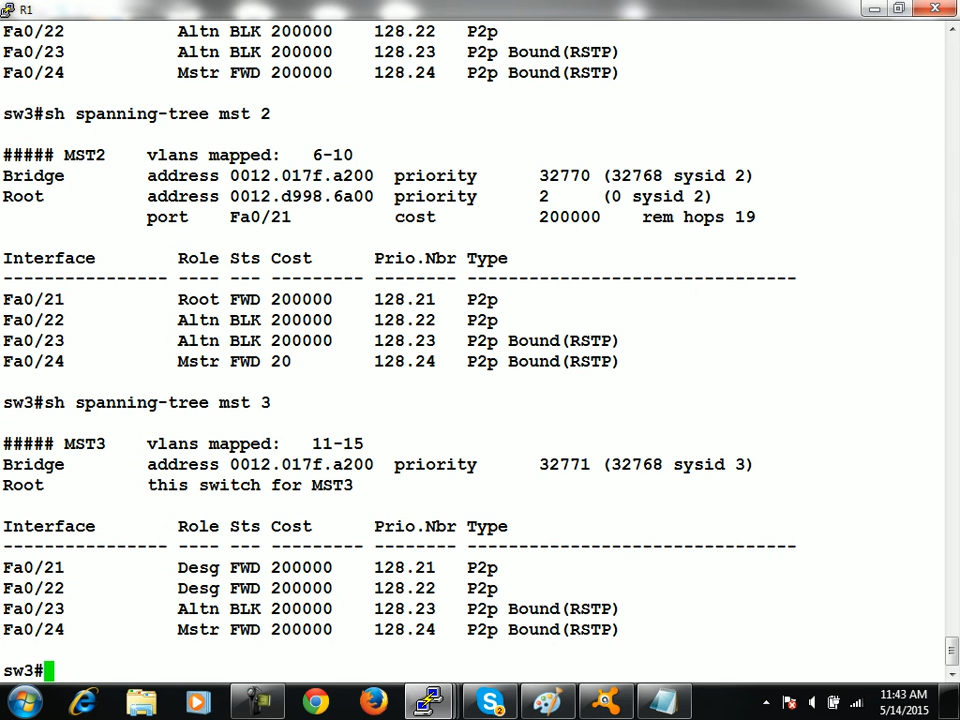 R1
Fa0/22 Altn BLK 200000 128.22 P2p
Fa0/23 Altn BLK 200000 128.23 P2p Bound(RSTP)
Fa0/24 Mstr FWD 200000 128.24 P2p Bound(RSTP)
sw3#sh spanning-tree mst 2
##### MST2 vlans mapped: 6-10
Bridge address 0012.017f.a200 priority 32770 (32768 sysid 2)
Root address 0012.d998.6a00 priority 2 (0 sysid 2)
port Fa0/21 cost 200000 rem hops 19
Interface Role Sts Cost Prio.Nbr Type
---------------- ---- --- --------- -------- --------------------------------
Fa0/21 Root FWD 200000 128.21 P2p
Fa0/22 Altn BLK 200000 128.22 P2p
Fa0/23 Altn BLK 200000 128.23 P2p Bound(RSTP)
Fa0/24 Mstr FWD 20 128.24 P2p Bound(RSTP)
sw3#sh spanning-tree mst 3
##### MST3 vlans mapped: 11-15
Bridge address 0012.017f.a200 priority 32771 (32768 sysid 3)
Root this switch for MST3
Interface Role Sts Cost Prio.Nbr Type
---------------- ---- --- --------- -------- --------------------------------
Fa0/21 Desg FWD 200000 128.21 P2p
Fa0/22 Desg FWD 200000 128.22 P2p
Fa0/23 Altn BLK 200000 128.23 P2p Bound(RSTP)
Fa0/24 Mstr FWD 200000 128.24 P2p Bound(RSTP)
sw3#
2
11:43 AM
5/14/2015